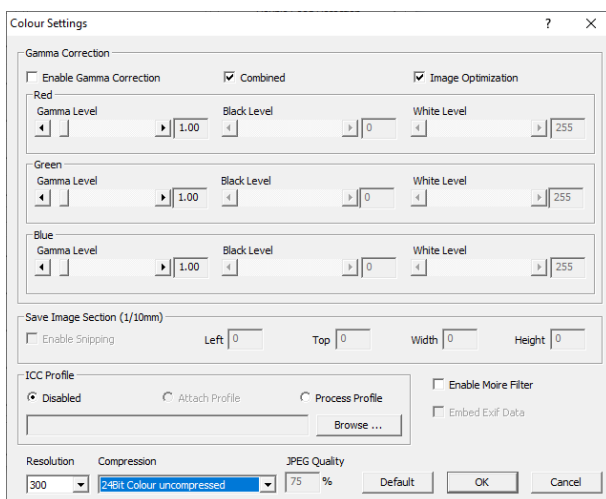 Colour Settings ? X
Gamma Correction
Enable Gamma Correction Combined Image Optimization
Red
Gamma Level Black Level White Level
1.00 0 255
Green
Gamma Level Black Level White Level
1.00 0 255
Blue
Gamma Level Black Level White Level
1.00 0 255
Save Image Section (1/10mm)
Enable Snipping Left 0 Top 0 Width 0 Height 0
ICC Profile
Disabled Attach Profile Process Profile
Enable Moire Filter
Browse ...
Embed Exif Data
Resolution Compression JPEG Quality
300 24Bit Colour uncompressed 75 % Default OK Cancel